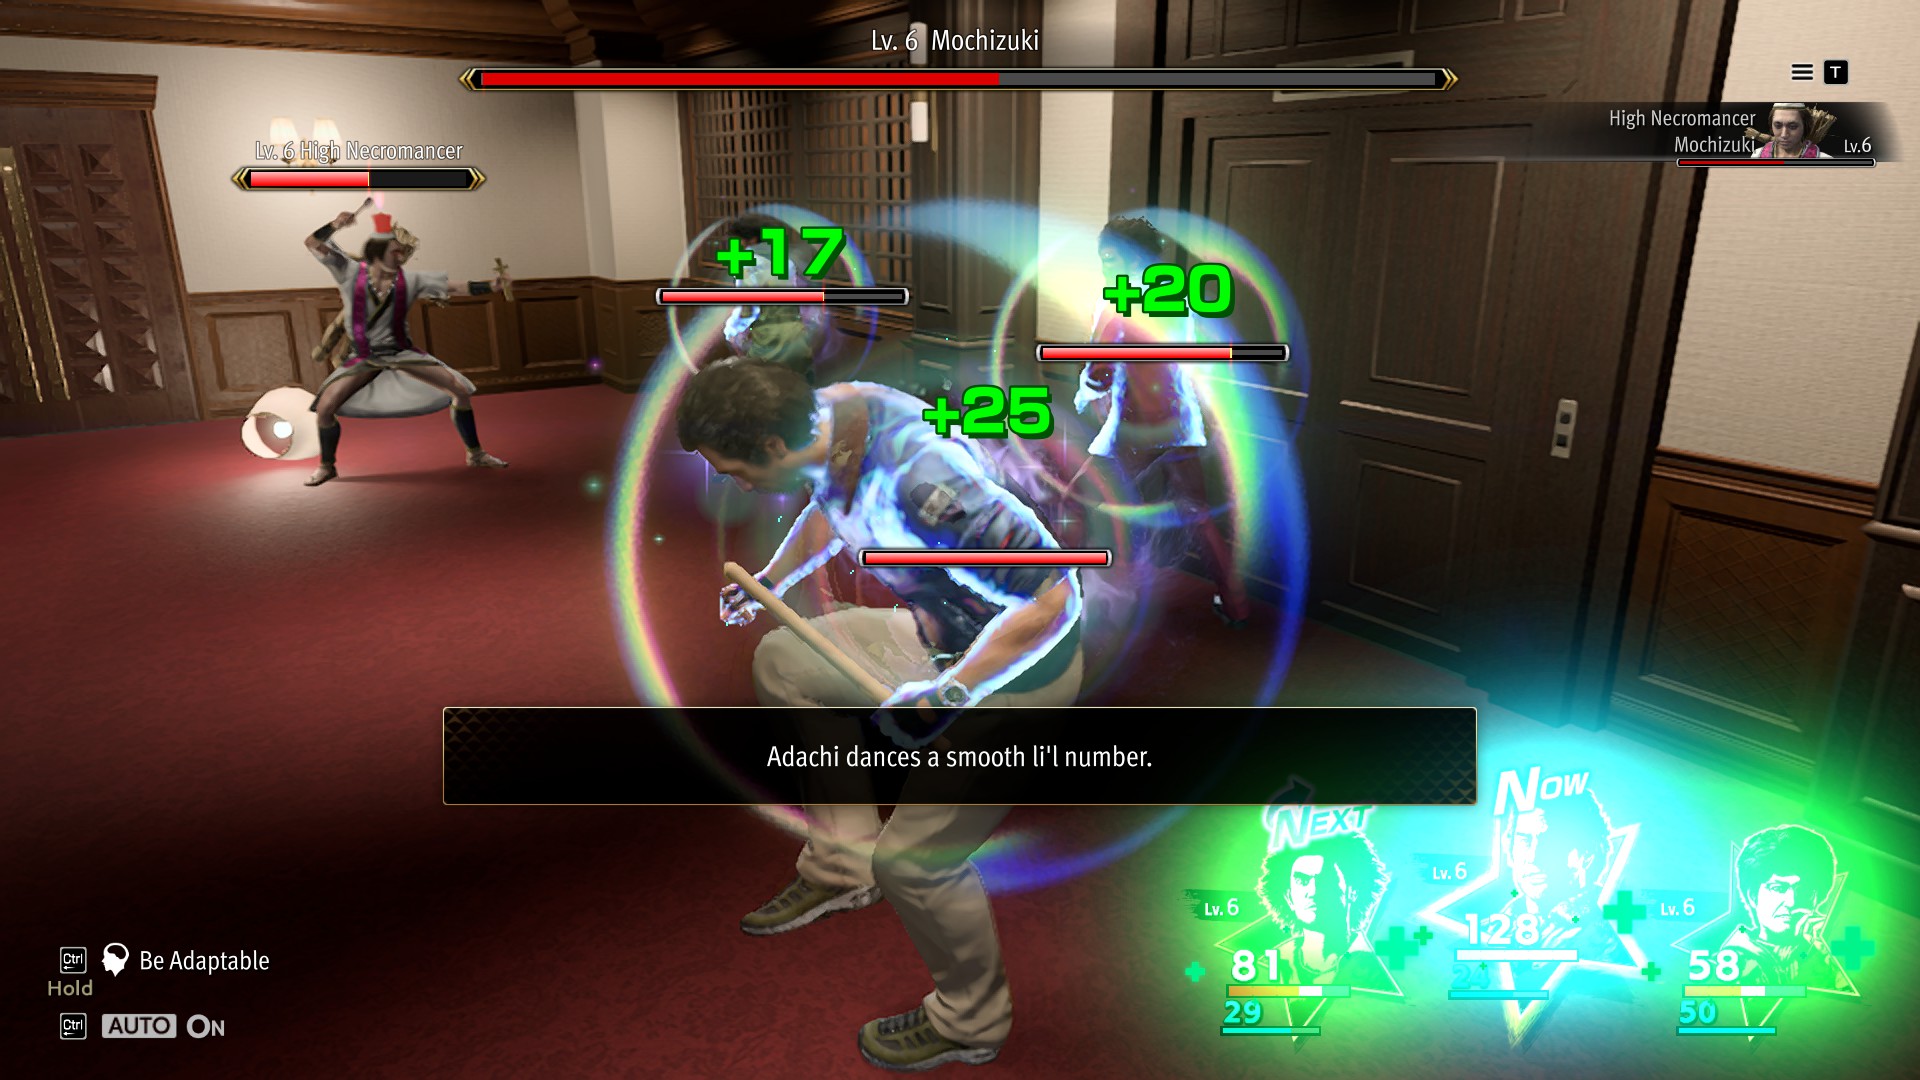 Lv. 6 Mochizuki
T
High Necromancer
Mochizuki
Lv.6
Lv. 6 High Necromancer
+17
+20
+25
Adachi dances a smooth li'l number.
NEXT
NOW
Lv. 6
Lv. 6
Lv. 6
81
128
58
29
50
Ctrl
Be Adaptable
Hold
Ctrl
AUTO
ON